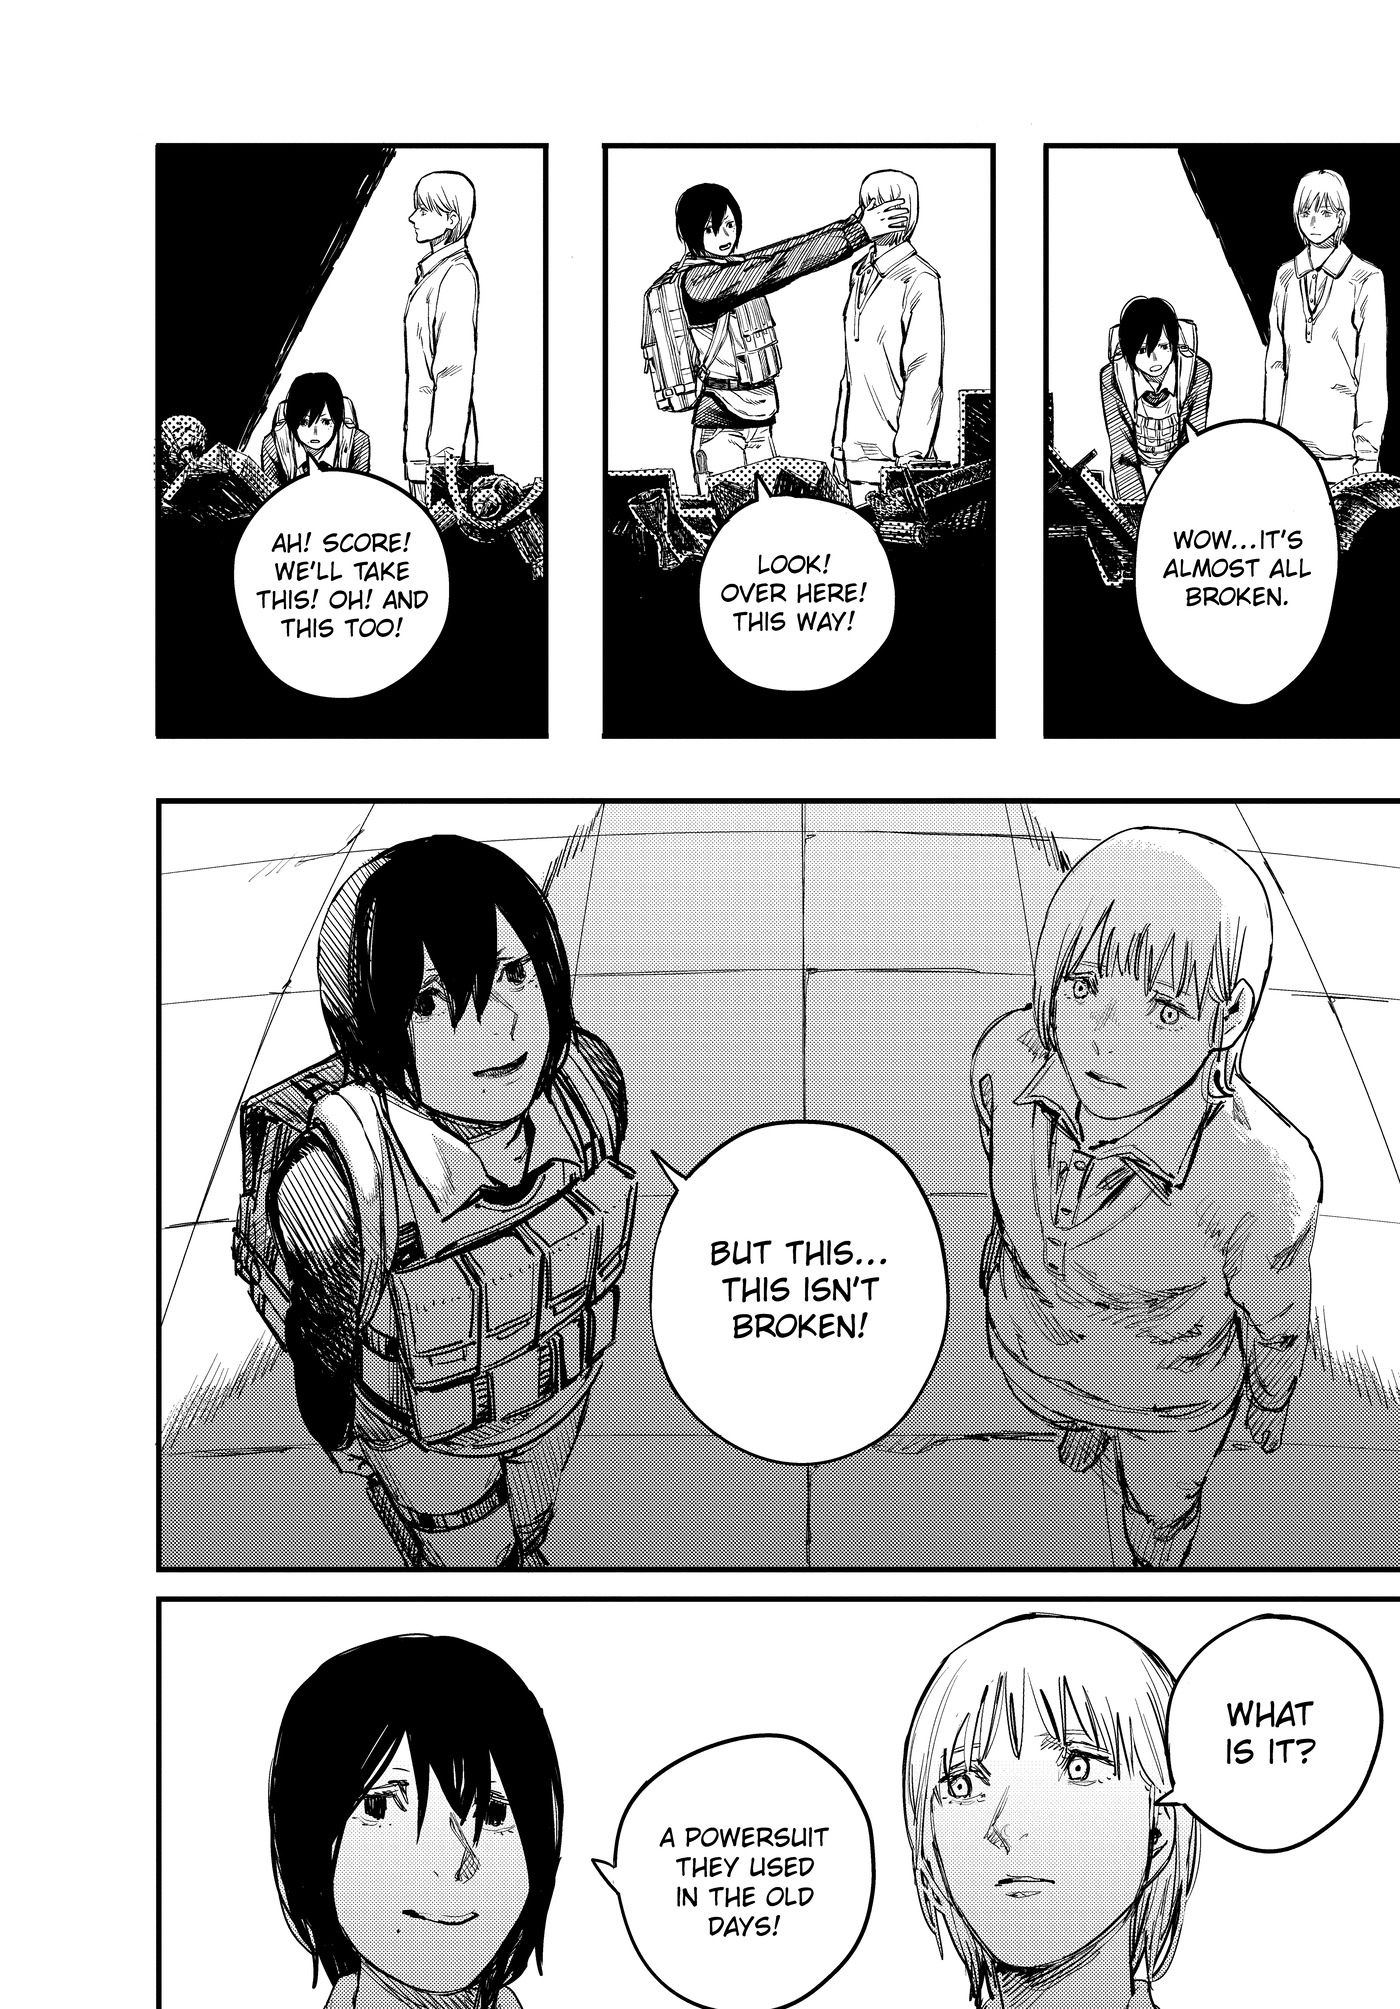 WOW...IT'S
ALMOST ALL
BROKEN.
LOOK!
OVER HERE!
THIS WAY!
AH! SCORE!
WE'LL TAKE
THIS! OH! AND
THIS TOO!
BUT THIS...
THIS ISN'T
BROKEN!
WHAT
IS IT?
A POWERSUIT
THEY USED
IN THE OLD
DAYS!